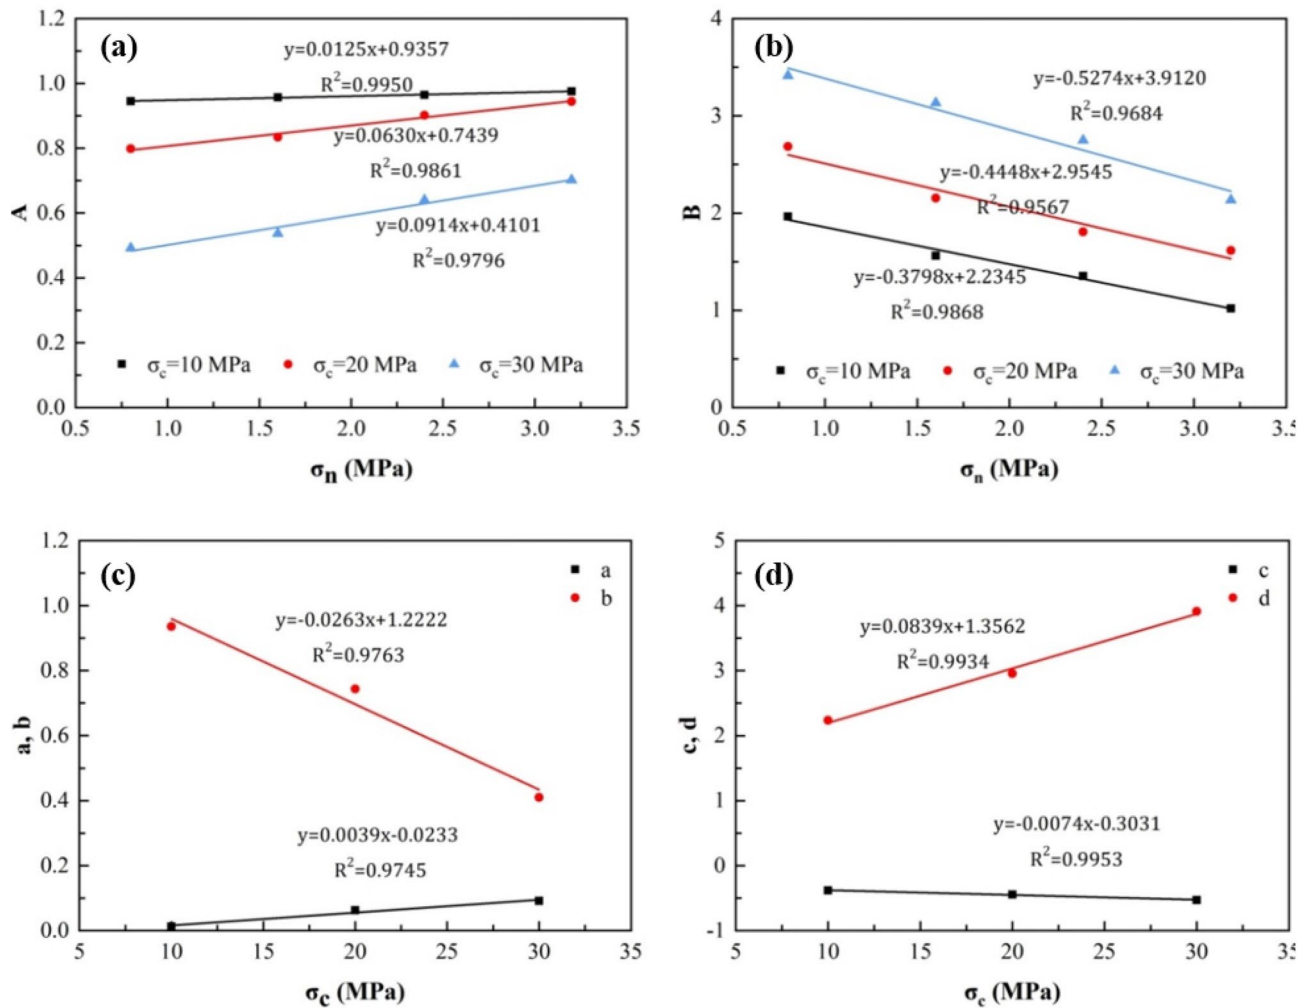 (a)
y=0.0125x+0.9357
R²=0.9950
y=0.0630x+0.7439
R²=0.9861
y=0.0914x+0.4101
R²=0.9796
σc=10 MPa σc=20 MPa σc=30 MPa
1.2
1.0
0.8
0.6
0.4
0.2
0.0
A
0.5 1.0 1.5 2.0 2.5 3.0 3.5
σn (MPa)
(b)
y=-0.5274x+3.9120
R²=0.9684
y=-0.4448x+2.9545
R²=0.9567
y=-0.3798x+2.2345
R²=0.9868
σc=10 MPa σc=20 MPa σc=30 MPa
4
3
2
1
0
B
0.5 1.0 1.5 2.0 2.5 3.0 3.5
σn (MPa)
(c)
a
b
y=-0.0263x+1.2222
R²=0.9763
y=0.0039x-0.0233
R²=0.9745
1.2
1.0
0.8
0.6
0.4
0.2
0.0
a, b
5 10 15 20 25 30 35
σc (MPa)
(d)
c
d
y=0.0839x+1.3562
R²=0.9934
y=-0.0074x-0.3031
R²=0.9953
5
4
3
2
1
0
-1
c, d
5 10 15 20 25 30 35
σc (MPa)